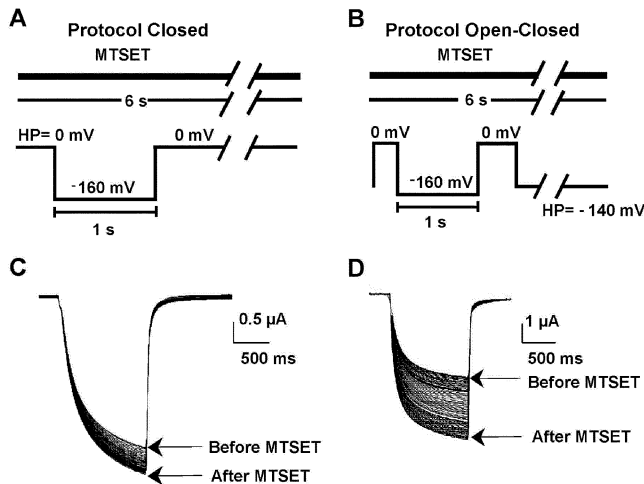 A
Protocol Closed
MTSET
6 s
HP= 0 mV
0 mV
-160 mV
1 s
B
Protocol Open-Closed
MTSET
6 s
0 mV
0 mV
-160 mV
HP= - 140 mV
1 s
C
0.5 µA
500 ms
Before MTSET
After MTSET
D
1 µA
500 ms
Before MTSET
After MTSET